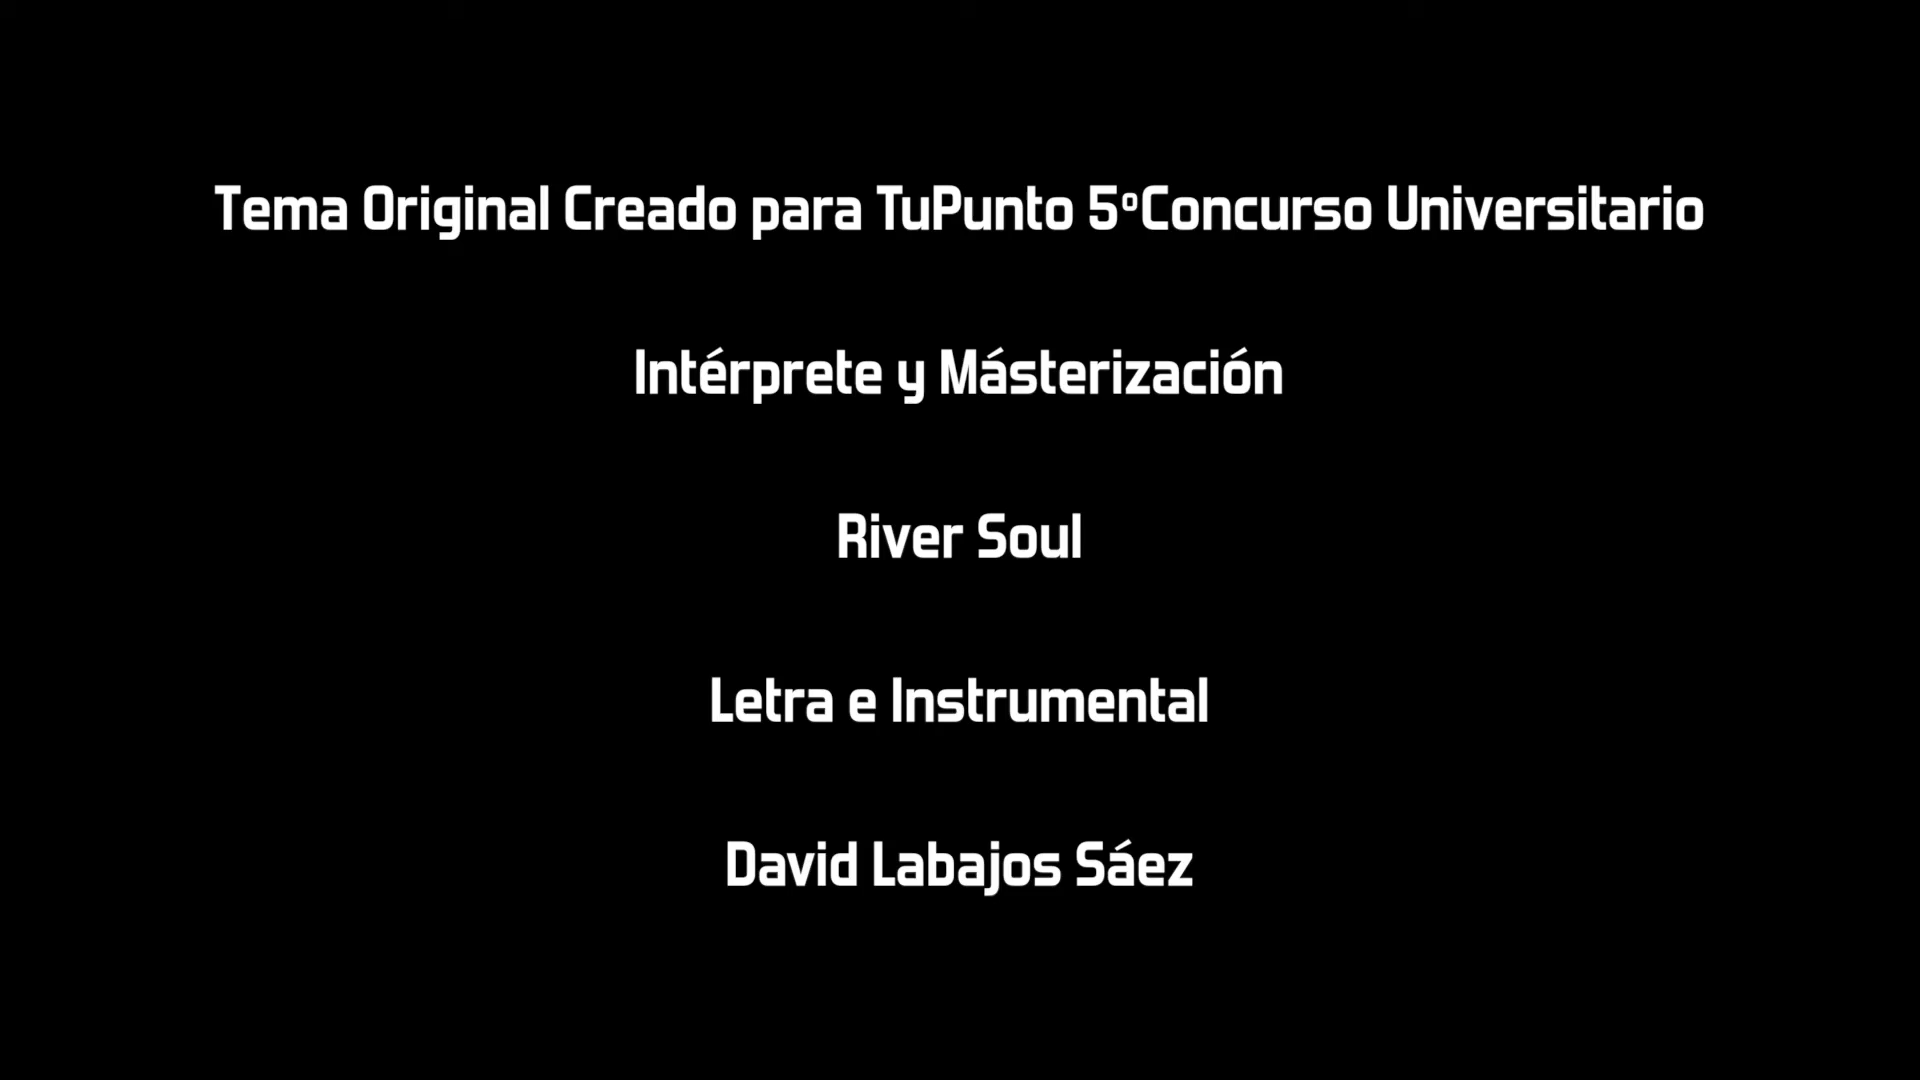 Tema Original Creado para TuPunto 5ºConcurso Universitario
Intérprete y Másterización
River Soul
Letra e Instrumental
David Labajos Sáez